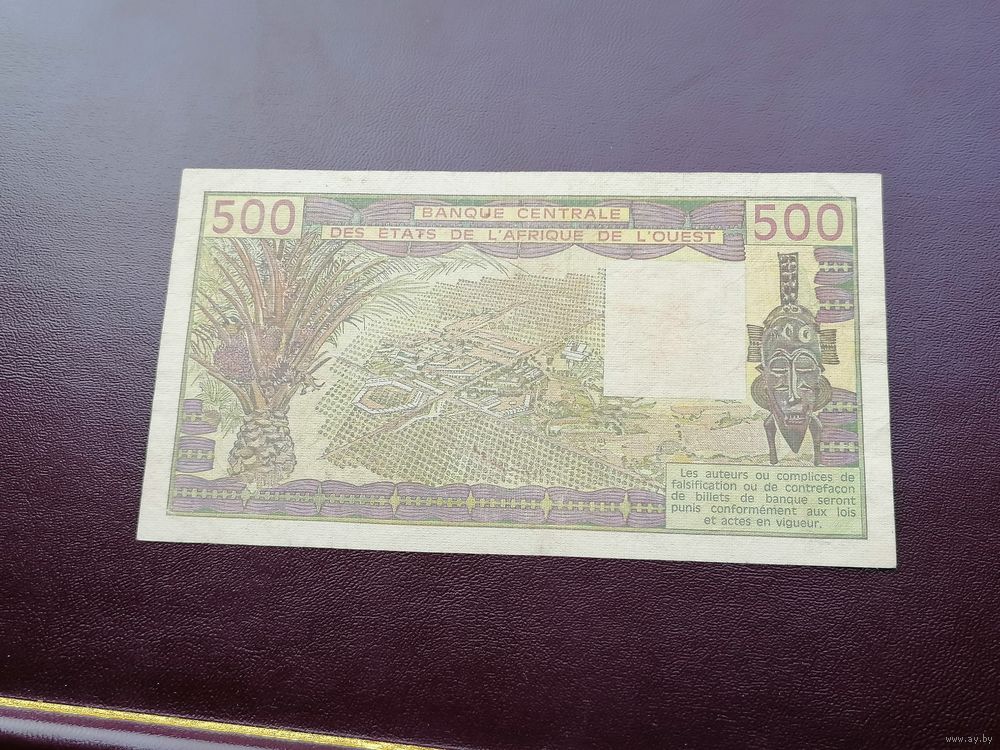 500
BANQUE CENTRALE
500
DES ETATS DE L'AFRIQUE DE L'OUEST
Les auteurs ou complices de
falsification ou de contrefaçon
de billets de banque seront
punis conformément aux lois
et actes en vigueur.
www.ay.by